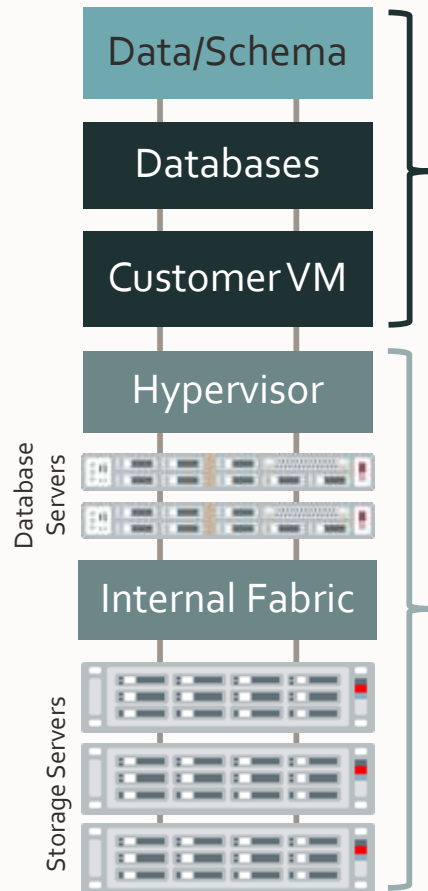 Data/Schema
Databases
Customer VM
Hypervisor
Database
Servers
Internal Fabric
Storage Servers